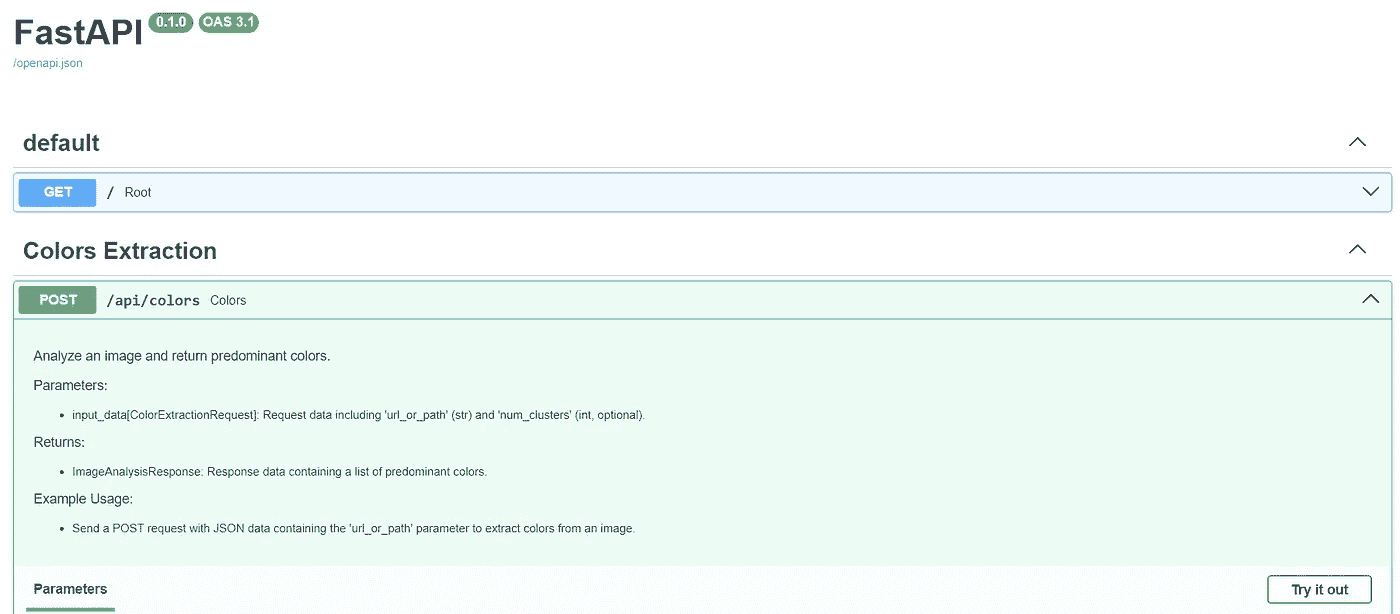 FastAPI 0.1.0 OAS 3.1
/openapi.json
default
GET / Root
Colors Extraction
POST /api/colors Colors
Analyze an image and return predominant colors.
Parameters:
• input_data[ColorExtractionRequest]: Request data including 'url_or_path' (str) and 'num_clusters' (int, optional).
Returns:
• ImageAnalysisResponse: Response data containing a list of predominant colors.
Example Usage:
• Send a POST request with JSON data containing the 'url_or_path' parameter to extract colors from an image.
Parameters Try it out